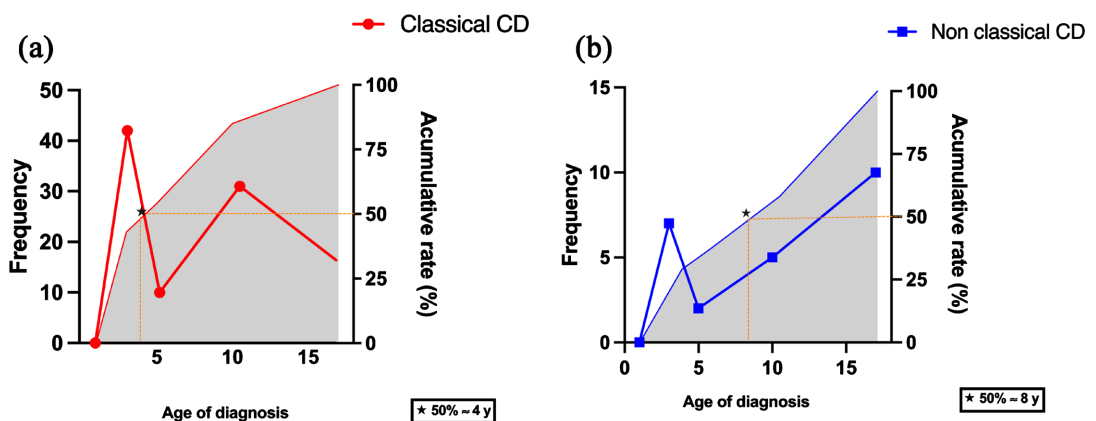 (a)
Classical CD
50
40
30
20
10
0
Frequency
100
75
50
25
0
Acumulative rate (%)
5 10 15
Age of diagnosis
★ 50% ≈ 4 y
(b)
Non classical CD
15
10
5
0
Frequency
100
75
50
25
0
Acumulative rate (%)
0 5 10 15
Age of diagnosis
★ 50% ≈ 8 y